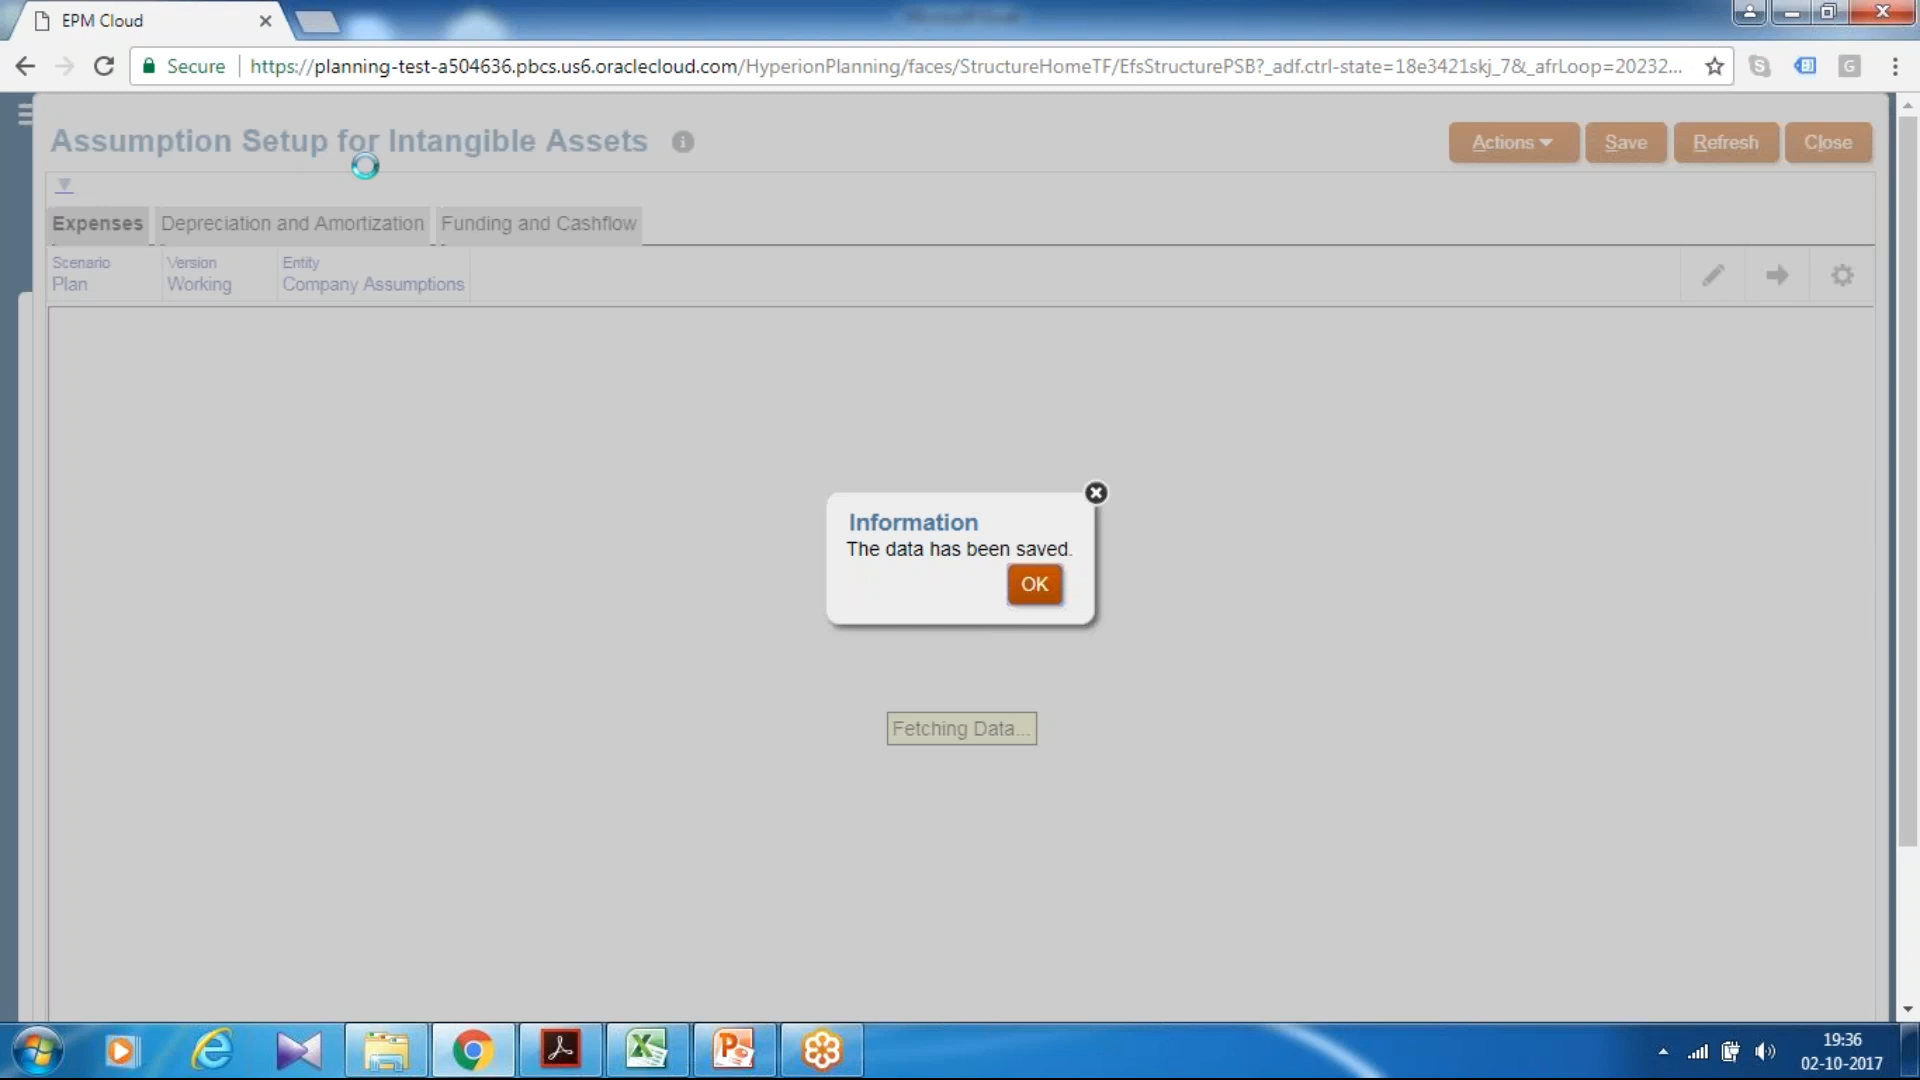 EPM Cloud
Secure
https://planning-test-a504636.pbcs.us6.oraclecloud.com/HyperionPlanning/faces/StructureHomeTF/EfsStructurePSB?_adf.ctrl-state=18e3421skj_7&_afrLoop=20232...
Assumption Setup for Intangible Assets
Actions Save Refresh Close
Expenses Depreciation and Amortization Funding and Cashflow
Scenario Version Entity
Plan Working Company Assumptions
Information
The data has been saved.
OK
Fetching Data...
19:36
02-10-2017